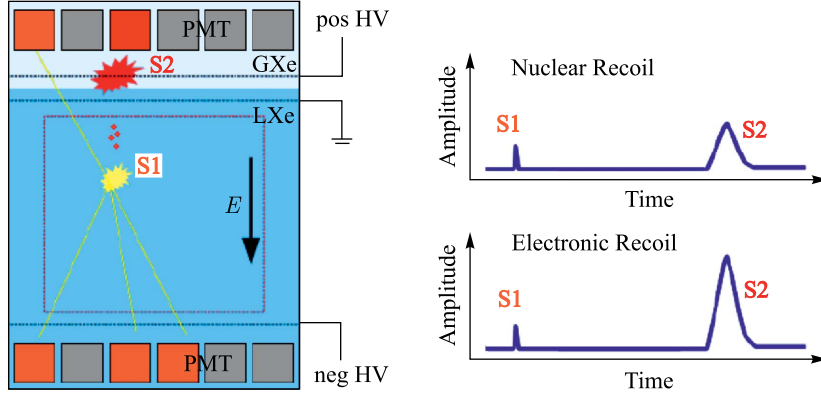 PMT
pos HV
S2
GXe
LXe
S1
E
PMT
neg HV
Nuclear Recoil
Amplitude
S1
S2
Time
Electronic Recoil
Amplitude
S1
S2
Time